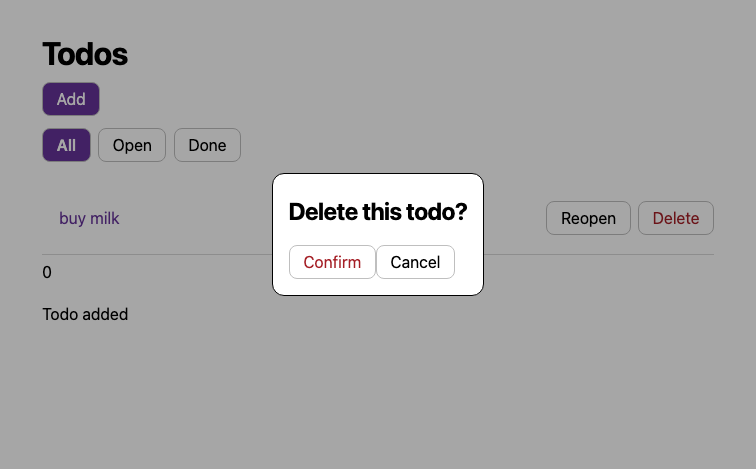 Todos
Add
All Open Done
buy milk Reopen Delete
Delete this todo?
Confirm Cancel
0
Todo added